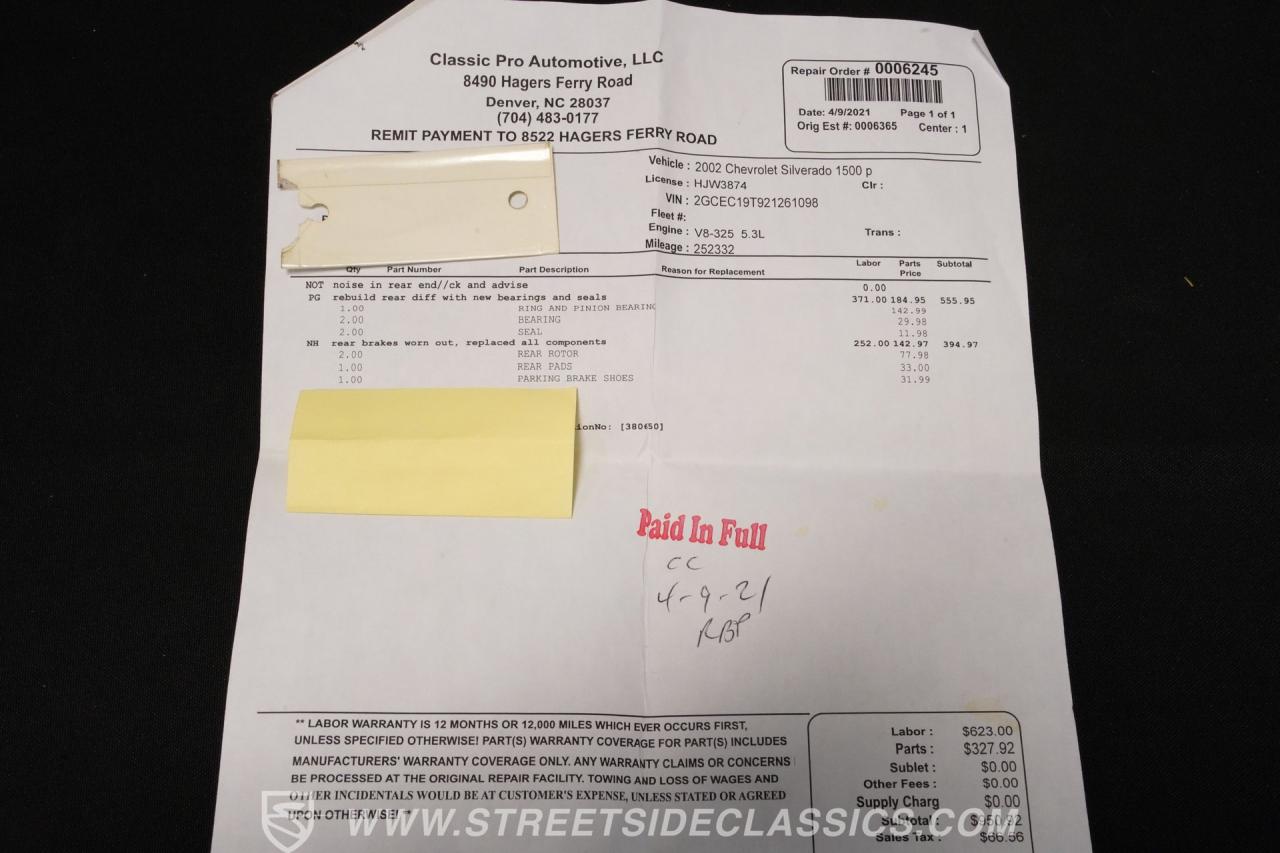 Classic Pro Automotive, LLC
8490 Hagers Ferry Road
Denver, NC 28037
(704) 483-0177
REMIT PAYMENT TO 8522 HAGERS FERRY ROAD
Repair Order # 0006245
Date: 4/9/2021 Page 1 of 1
Orig Est #: 0006365 Center : 1
Vehicle : 2002 Chevrolet Silverado 1500 p
License : HJW3874 Clr :
VIN : 2GCEC19T921261098
Fleet #:
Engine : V8-325 5.3L Trans :
Mileage : 252332
Qty Part Number Part Description Reason for Replacement Labor Parts Price Subtotal
NOT noise in rear end//ck and advise 0.00
PG rebuild rear diff with new bearings and seals 371.00 184.95 555.95
1.00 RING AND PINION BEARING 142.99
2.00 BEARING 29.98
2.00 SEAL 11.98
NH rear brakes worn out, replaced all components 252.00 142.97 394.97
2.00 REAR ROTOR 77.98
1.00 REAR PADS 33.00
1.00 PARKING BRAKE SHOES 31.99
ionNo: [380650]
Paid In Full
CC
4-9-21
RBP
** LABOR WARRANTY IS 12 MONTHS OR 12,000 MILES WHICH EVER OCCURS FIRST,
UNLESS SPECIFIED OTHERWISE! PART(S) WARRANTY COVERAGE FOR PART(S) INCLUDES
MANUFACTURERS' WARRANTY COVERAGE ONLY. ANY WARRANTY CLAIMS OR CONCERNS
BE PROCESSED AT THE ORIGINAL REPAIR FACILITY. TOWING AND LOSS OF WAGES AND
OTHER INCIDENTALS WOULD BE AT CUSTOMER'S EXPENSE, UNLESS STATED OR AGREED
UPON OTHERWISE! **
Labor : $623.00
Parts : $327.92
Sublet : $0.00
Other Fees : $0.00
Supply Charg $0.00
Subtotal : $950.92
Sales Tax : $66.56
WWW.STREETSIDECLASSICS.COM